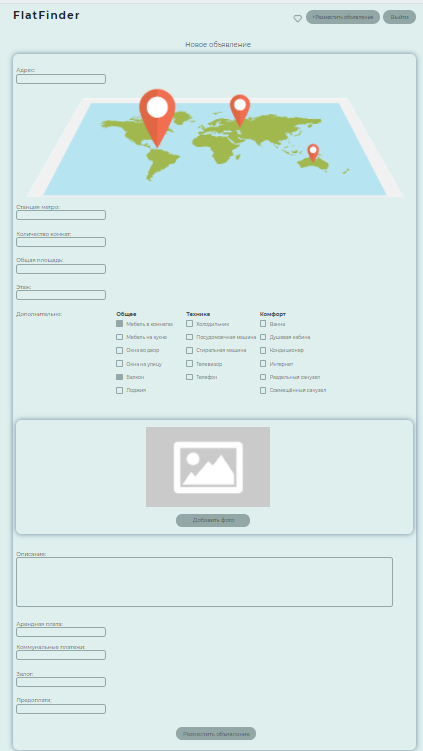 FlatFinder
+Разместить объявление
Выйти
Новое объявление
Адрес:
Станция метро:
Количество комнат:
Общая площадь:
Этаж:
Дополнительно:
Общее
Мебель в комнатах
Мебель на кухне
Окна во двор
Окна на улицу
Балкон
Лоджия
Техника
Холодильник
Посудомоечная машина
Стиральная машина
Телевизор
Телефон
Комфорт
Ванна
Душевая кабина
Кондиционер
Интернет
Раздельный санузел
Совмещённый санузел
Добавить фото
Описание:
Арендная плата:
Коммунальные платежи:
Залог:
Предоплата:
Разместить объявление